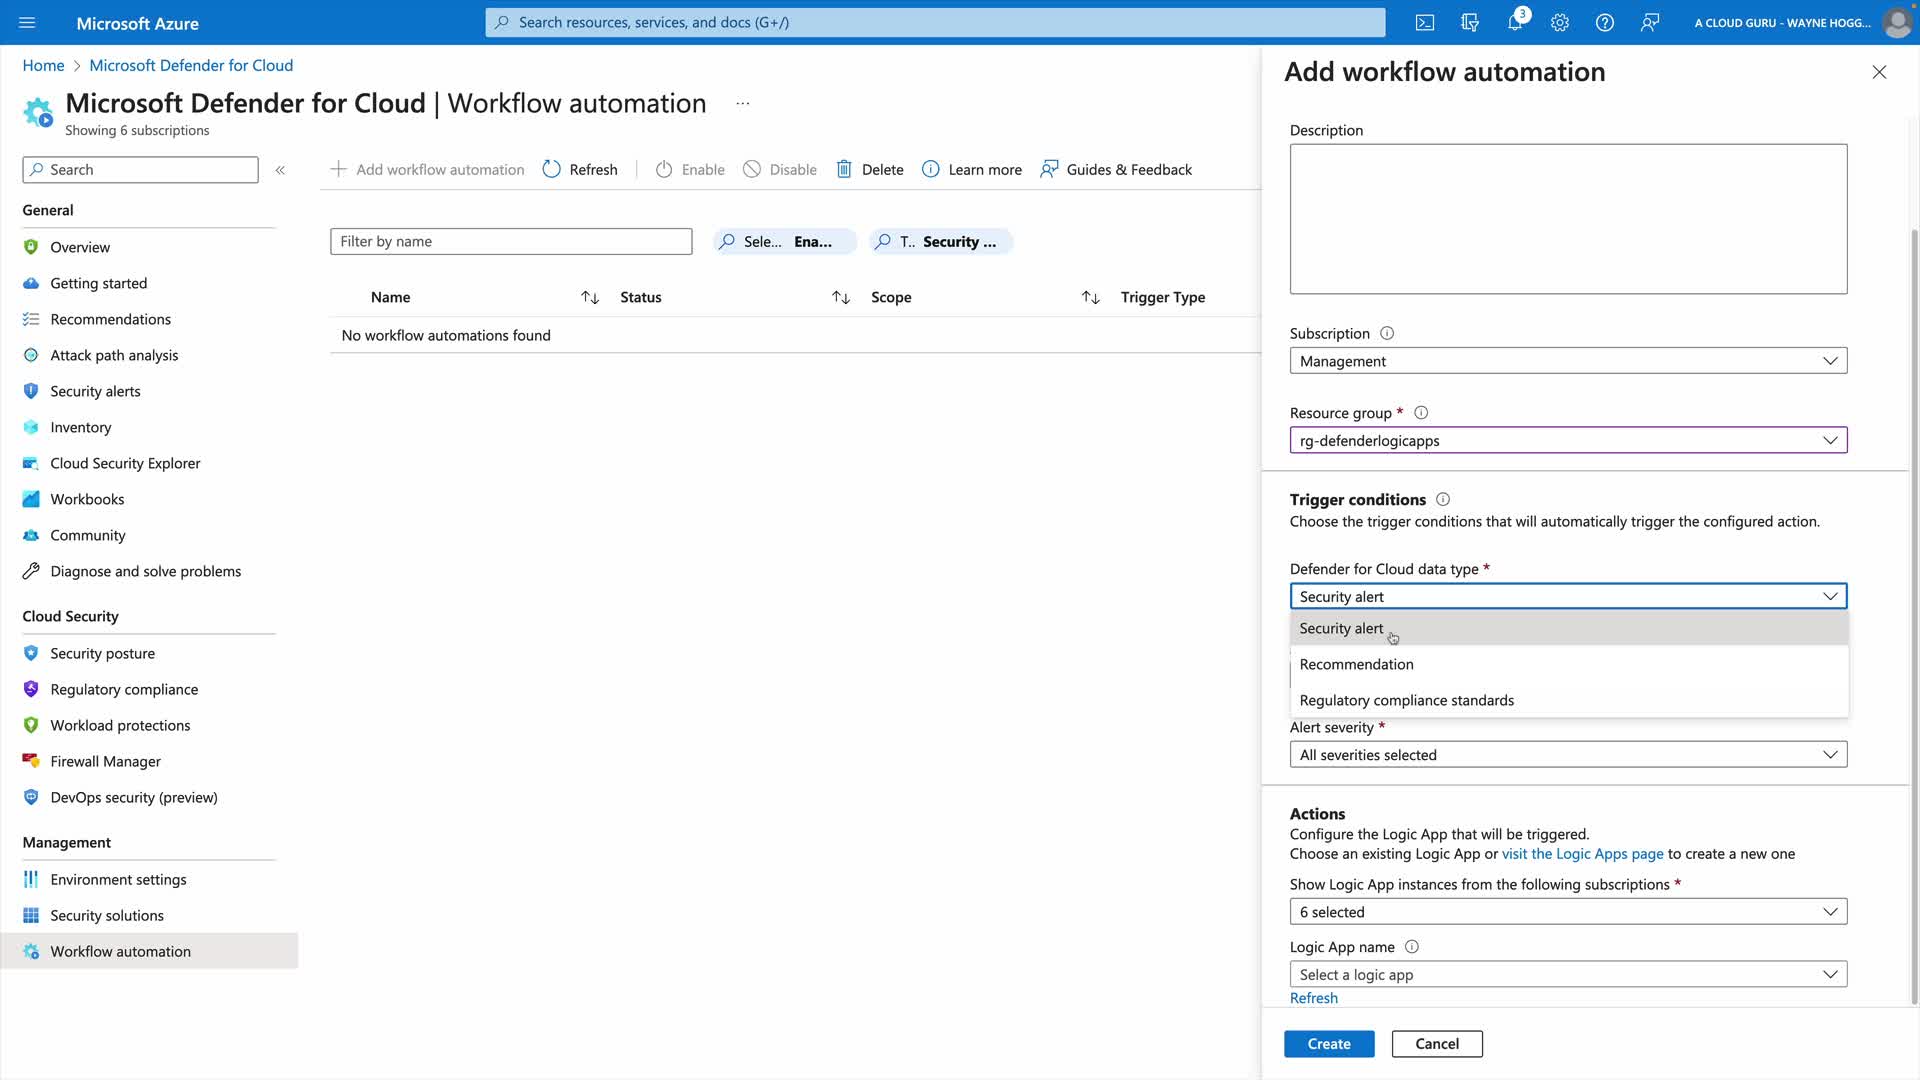 Microsoft Azure
Search resources, services, and docs (G+/)
3
A CLOUD GURU - WAYNE HOGG...
Home > Microsoft Defender for Cloud
Microsoft Defender for Cloud | Workflow automation ...
Showing 6 subscriptions
Search «
General
Overview
Getting started
Recommendations
Attack path analysis
Security alerts
Inventory
Cloud Security Explorer
Workbooks
Community
Diagnose and solve problems
Cloud Security
Security posture
Regulatory compliance
Workload protections
Firewall Manager
DevOps security (preview)
Management
Environment settings
Security solutions
Workflow automation
Add workflow automation Refresh Enable Disable Delete Learn more Guides & Feedback
Filter by name Sele... Ena... T.. Security ...
Name Status Scope Trigger Type
No workflow automations found
Add workflow automation
Description
Subscription
Management
Resource group *
rg-defenderlogicapps
Trigger conditions
Choose the trigger conditions that will automatically trigger the configured action.
Defender for Cloud data type *
Security alert
Security alert
Recommendation
Regulatory compliance standards
Alert severity *
All severities selected
Actions
Configure the Logic App that will be triggered.
Choose an existing Logic App or visit the Logic Apps page to create a new one
Show Logic App instances from the following subscriptions *
6 selected
Logic App name
Select a logic app
Refresh
Create Cancel